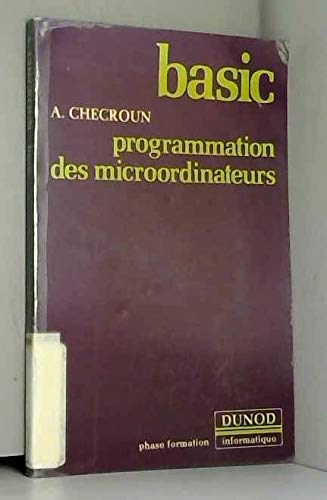 basic
A. CHECROUN
programmation
des microordinateurs
DUNOD
phase formation informatique